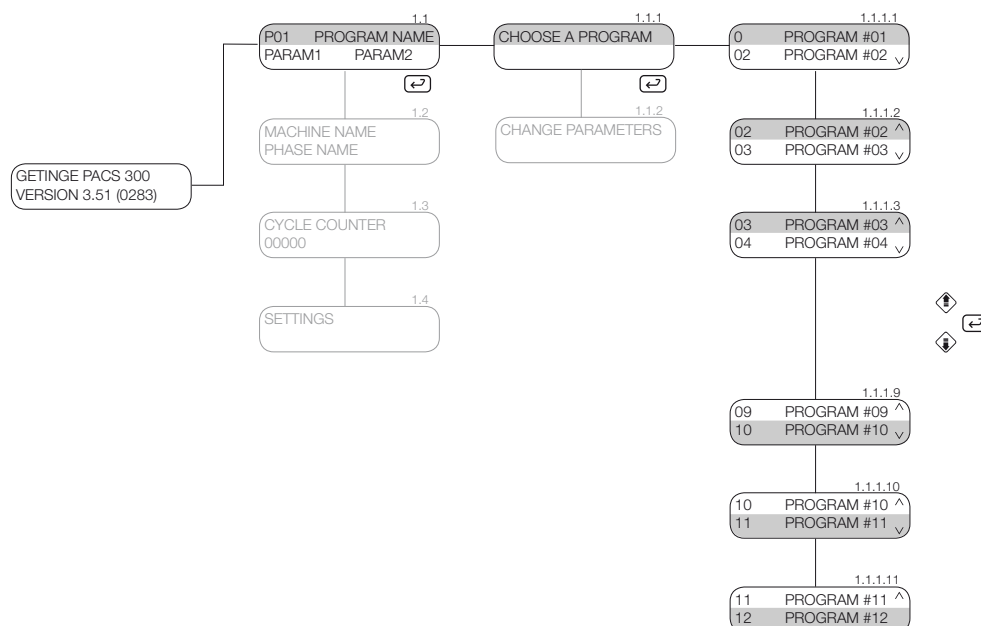 GETINGE PACS 300
VERSION 3.51 (0283)
1.1
P01 PROGRAM NAME
PARAM1 PARAM2
1.2
MACHINE NAME
PHASE NAME
1.3
CYCLE COUNTER
00000
1.4
SETTINGS
1.1.1
CHOOSE A PROGRAM
1.1.2
CHANGE PARAMETERS
1.1.1.1
0 PROGRAM #01
02 PROGRAM #02
1.1.1.2
02 PROGRAM #02
03 PROGRAM #03
1.1.1.3
03 PROGRAM #03
04 PROGRAM #04
1.1.1.9
09 PROGRAM #09
10 PROGRAM #10
1.1.1.10
10 PROGRAM #10
11 PROGRAM #11
1.1.1.11
11 PROGRAM #11
12 PROGRAM #12